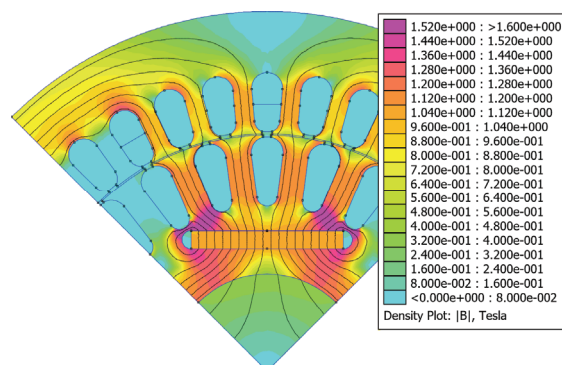 1.520e+000 : >1.600e+000
1.440e+000 : 1.520e+000
1.360e+000 : 1.440e+000
1.280e+000 : 1.360e+000
1.200e+000 : 1.280e+000
1.120e+000 : 1.200e+000
1.040e+000 : 1.120e+000
9.600e-001 : 1.040e+000
8.800e-001 : 9.600e-001
8.000e-001 : 8.800e-001
7.200e-001 : 8.000e-001
6.400e-001 : 7.200e-001
5.600e-001 : 6.400e-001
4.800e-001 : 5.600e-001
4.000e-001 : 4.800e-001
3.200e-001 : 4.000e-001
2.400e-001 : 3.200e-001
1.600e-001 : 2.400e-001
8.000e-002 : 1.600e-001
<0.000e+000 : 8.000e-002
Density Plot: |B|, Tesla